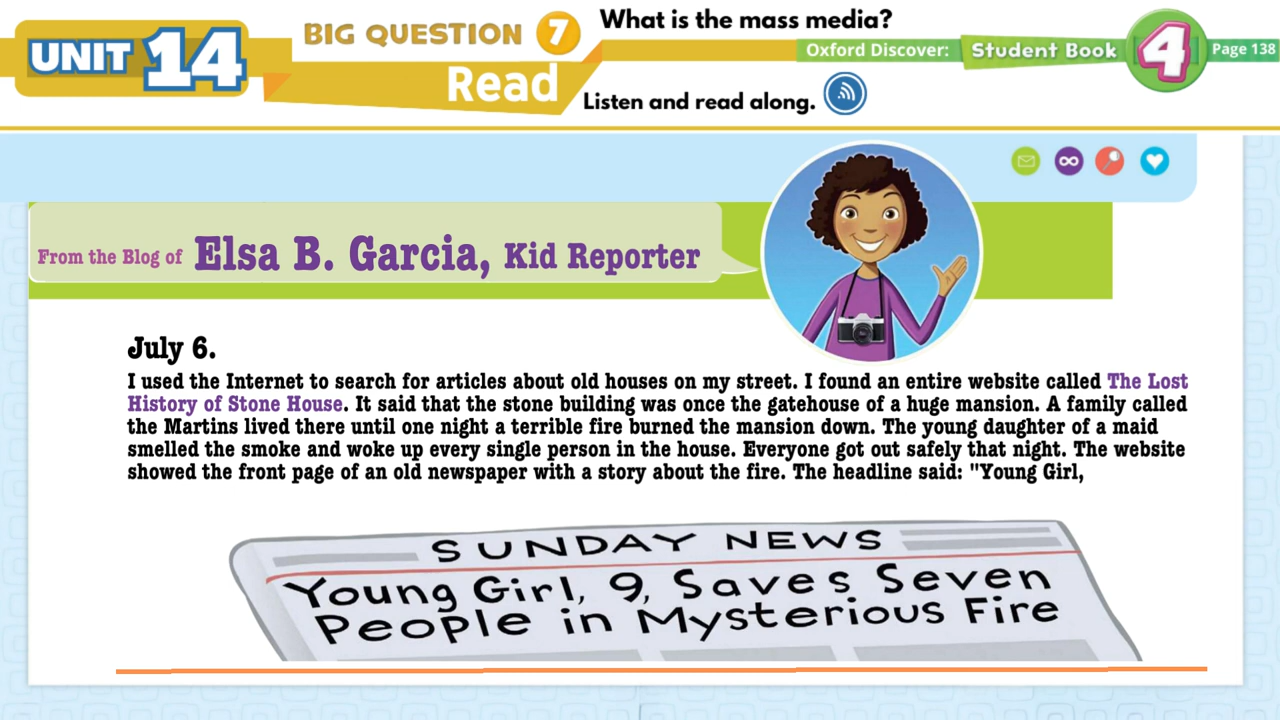 UNIT 14
BIG QUESTION 7
What is the mass media?
Oxford Discover: Student Book 4 Page 138
Read
Listen and read along.
From the Blog of Elsa B. Garcia, Kid Reporter
July 6.
I used the Internet to search for articles about old houses on my street. I found an entire website called The Lost
History of Stone House. It said that the stone building was once the gatehouse of a huge mansion. A family called
the Martins lived there until one night a terrible fire burned the mansion down. The young daughter of a maid
smelled the smoke and woke up every single person in the house. Everyone got out safely that night. The website
showed the front page of an old newspaper with a story about the fire. The headline said: "Young Girl,
SUNDAY NEWS
Young Girl, 9, Saves Seven
People in Mysterious Fire